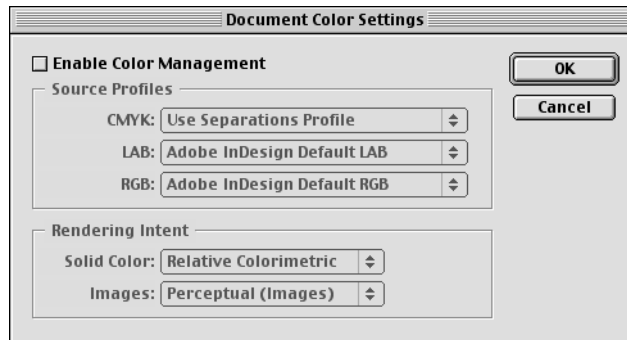 Document Color Settings
Enable Color Management
OK
Cancel
Source Profiles
CMYK: Use Separations Profile
LAB: Adobe InDesign Default LAB
RGB: Adobe InDesign Default RGB
Rendering Intent
Solid Color: Relative Colorimetric
Images: Perceptual (Images)